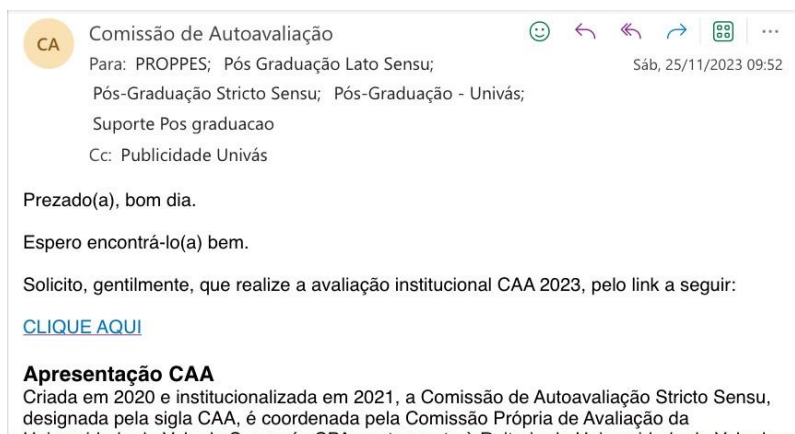 CA
Comissão de Autoavaliação
Para: PROPPES; Pós Graduação Lato Sensu;
Sáb, 25/11/2023 09:52
Pós-Graduação Stricto Sensu; Pós-Graduação - Univás;
Suporte Pos graduacao
Cc: Publicidade Univás
Prezado(a), bom dia.
Espero encontrá-lo(a) bem.
Solicito, gentilmente, que realize a avaliação institucional CAA 2023, pelo link a seguir:
CLIQUE AQUI
Apresentação CAA
Criada em 2020 e institucionalizada em 2021, a Comissão de Autoavaliação Stricto Sensu,
designada pela sigla CAA, é coordenada pela Comissão Própria de Avaliação da